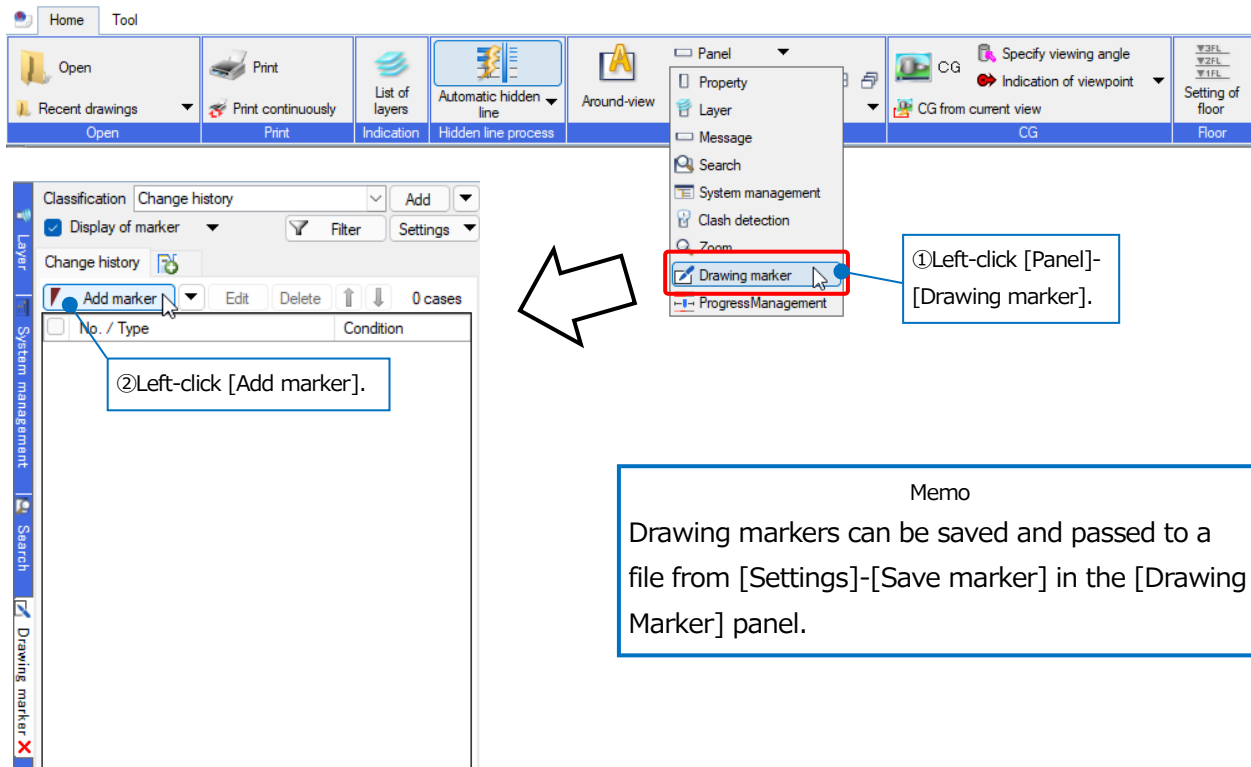 Home Tool
Open
Recent drawings
Open
Print
Print continuously
Print
List of
layers
Indication
Automatic hidden
line
Hidden line process
Around-view
Panel
Property
Layer
Message
Search
System management
Clash detection
Zoom
Drawing marker
ProgressManagement
CG
Specify viewing angle
Indication of viewpoint
CG from current view
CG
▼3FL
▼2FL
▼1FL
Setting of
floor
Floor
①Left-click [Panel]-
[Drawing marker].
Layer
System management
Search
Drawing marker
Classification Change history Add
Display of marker Filter Settings
Change history
Add marker Edit Delete 0 cases
No. / Type Condition
②Left-click [Add marker].
Memo
Drawing markers can be saved and passed to a
file from [Settings]-[Save marker] in the [Drawing
Marker] panel.